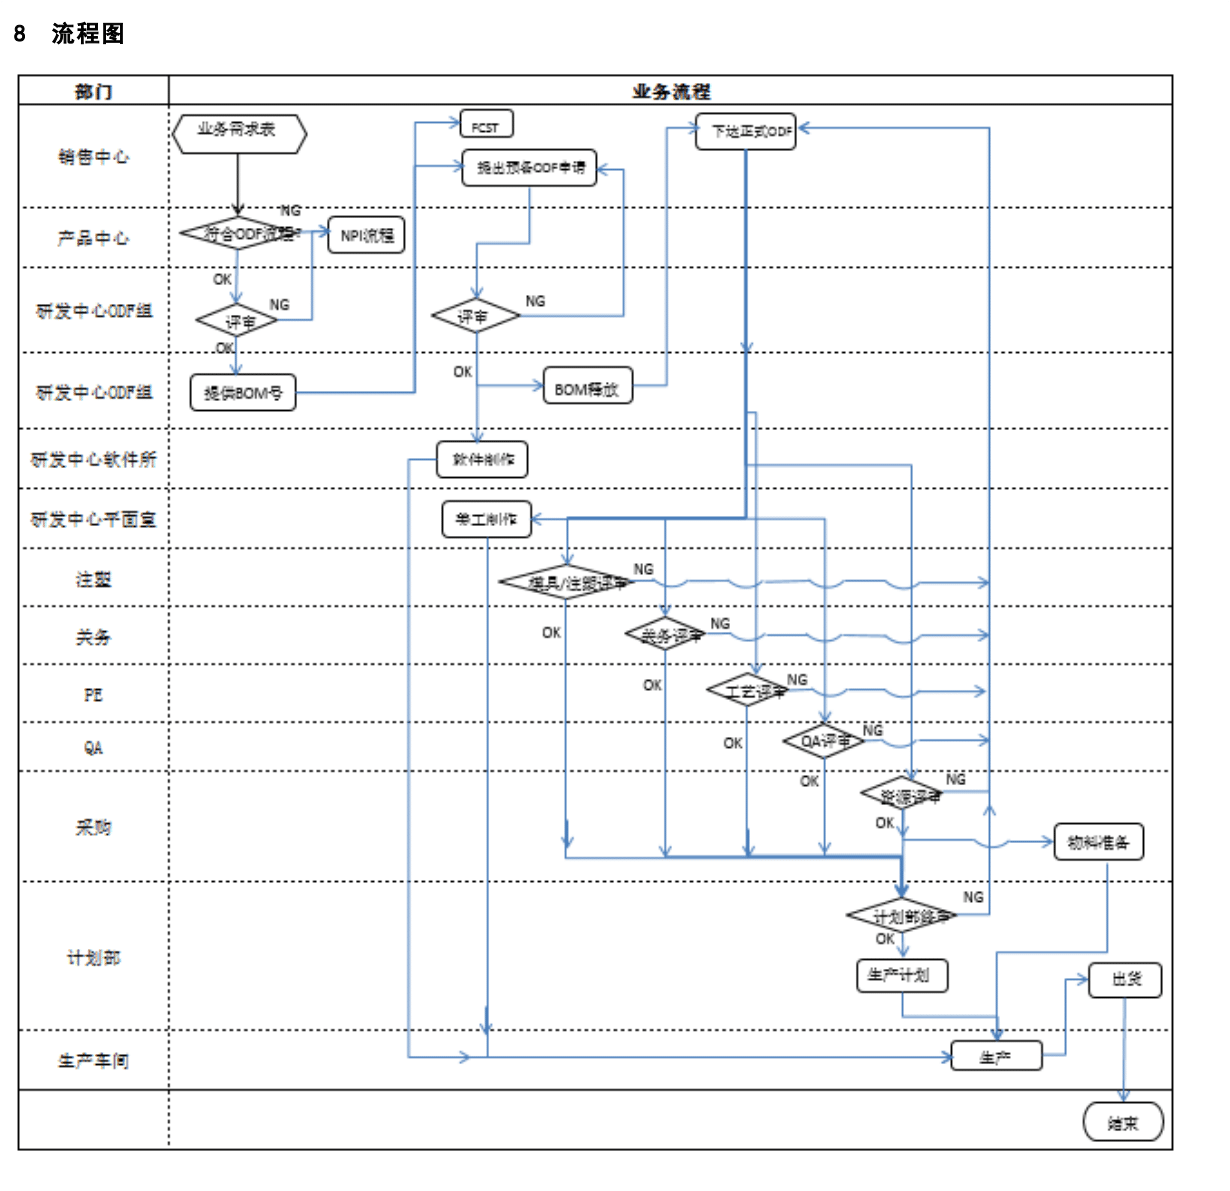 8 流程图
部门 业务流程
销售中心
业务需求表
FCST
下达正式ODF
提出预备ODF申请
产品中心
符合ODF流程?
NG
NPI流程
OK
研发中心ODF组
评审
NG
评审
NG
OK
OK
研发中心ODF组
提供BOM号
BOM释放
研发中心软件所
软件制作
研发中心平面室
美工制作
注塑
模具/注塑评审
NG
OK
关务
关务评审
NG
OK
PE
工艺评审
NG
OK
QA
QA评审
NG
OK
采购
资源评审
NG
OK
物料准备
计划部
计划部终审
NG
OK
生产计划
出货
生产车间
生产
结束